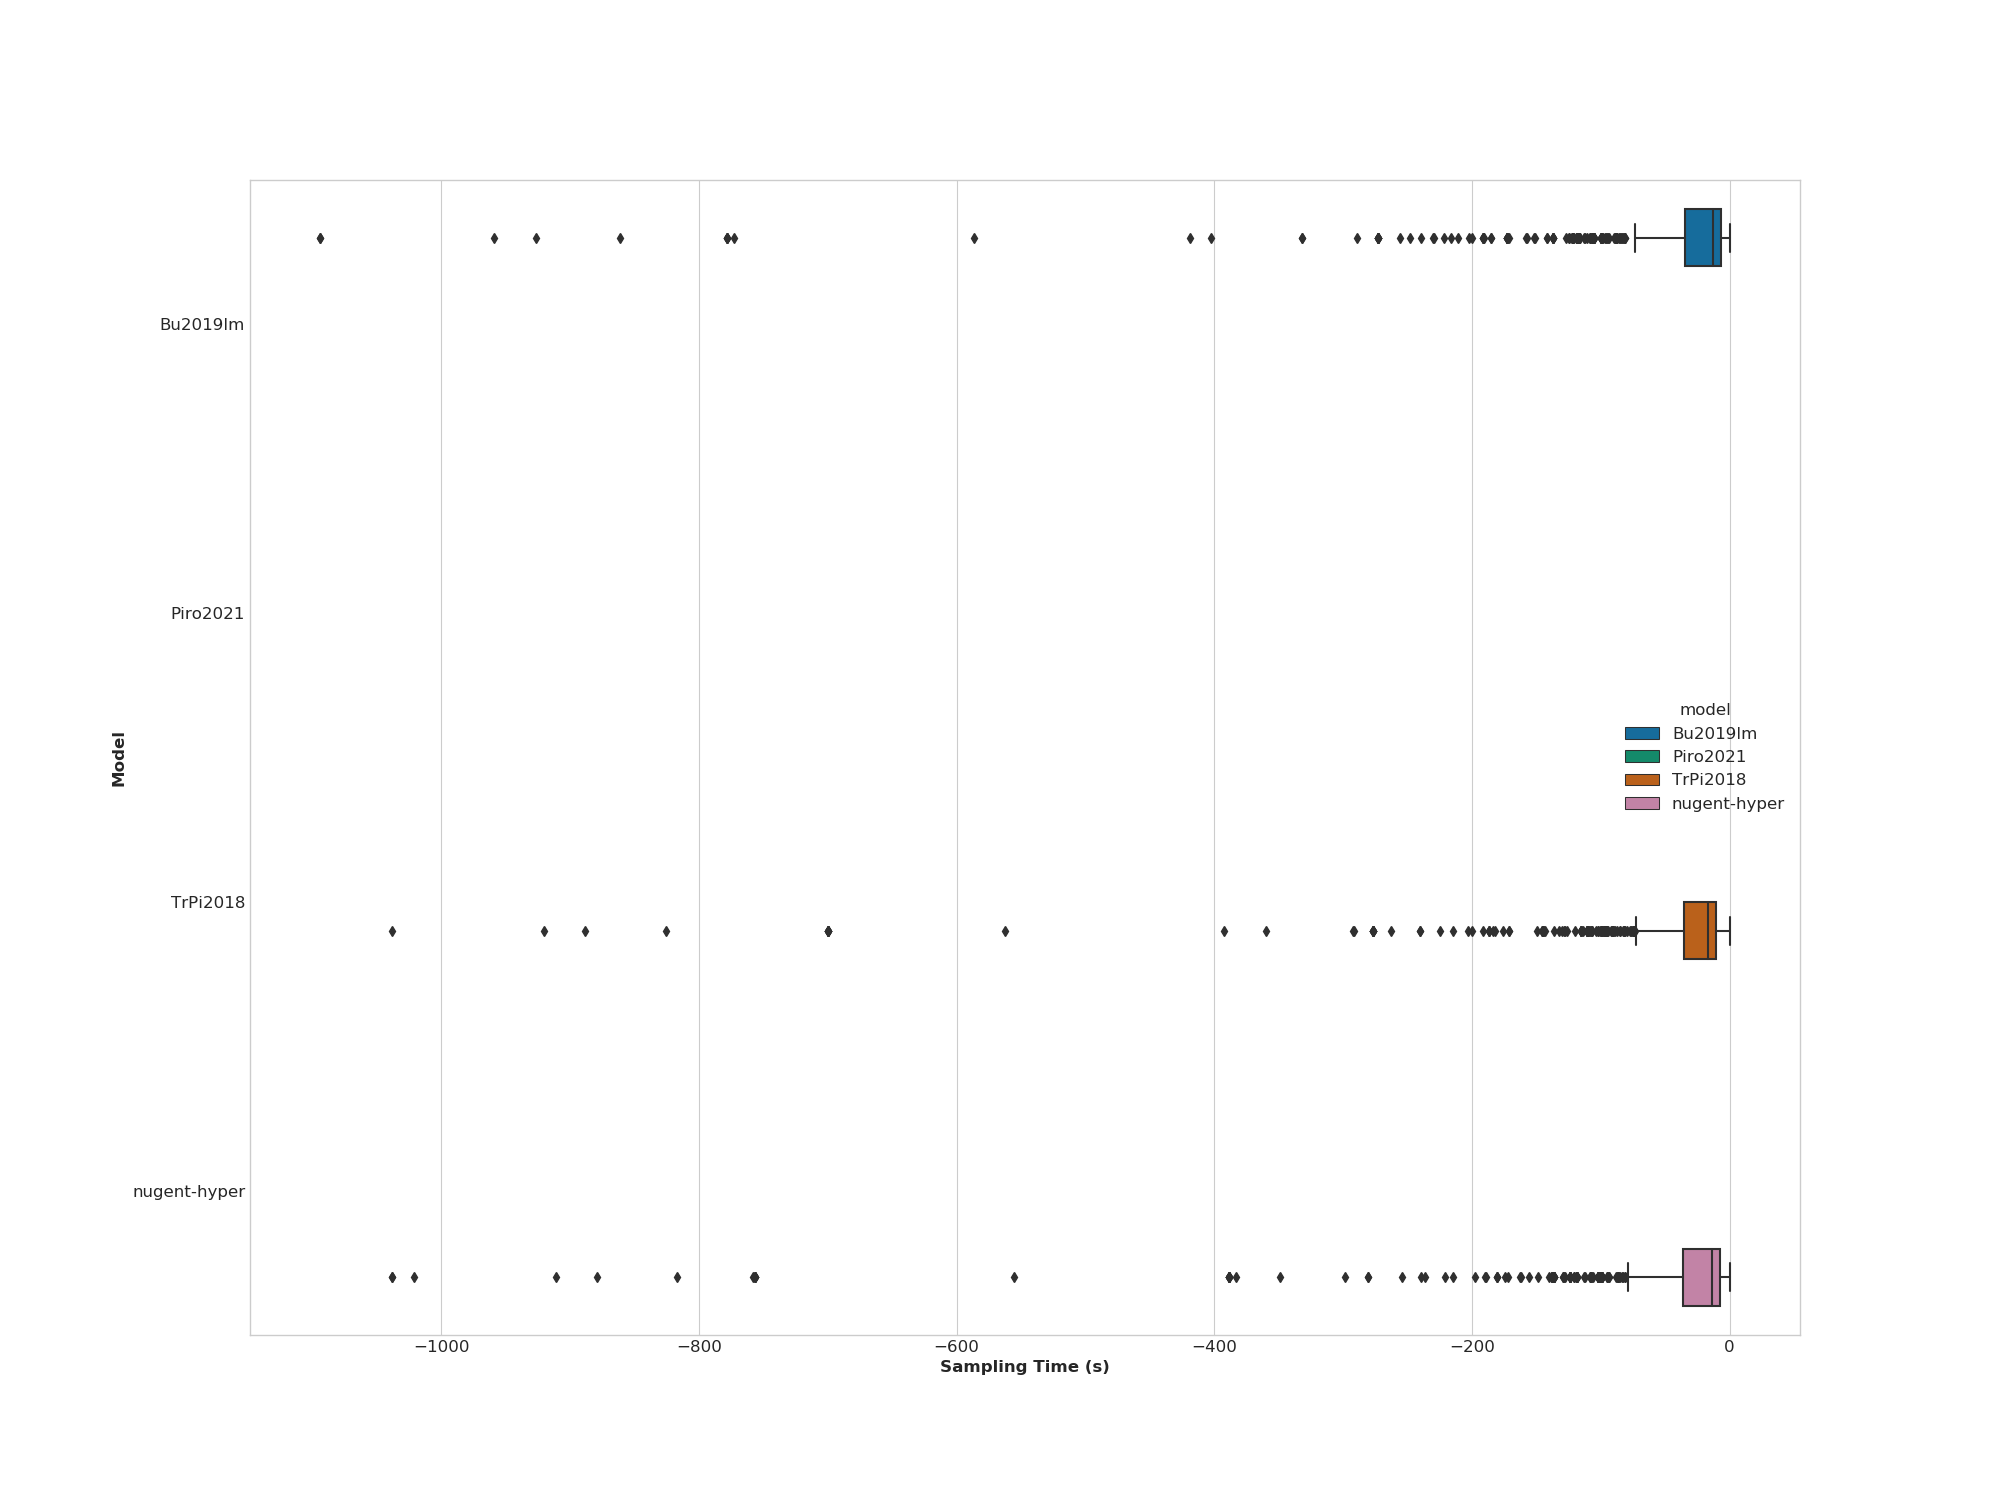 Bu2019lm
Piro2021
TrPi2018
nugent-hyper
Model
model
Bu2019lm
Piro2021
TrPi2018
nugent-hyper
−1000
−800
−600
−400
−200
0
Sampling Time (s)